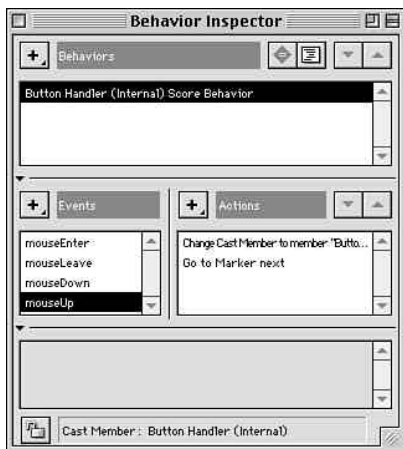 Behavior Inspector
Behaviors
Button Handler (Internal) Score Behavior
Events
Actions
mouseEnter
mouseLeave
mouseDown
mouseUp
Change Cast Member to member "Butto...
Go to Marker next
Cast Member: Button Handler (Internal)